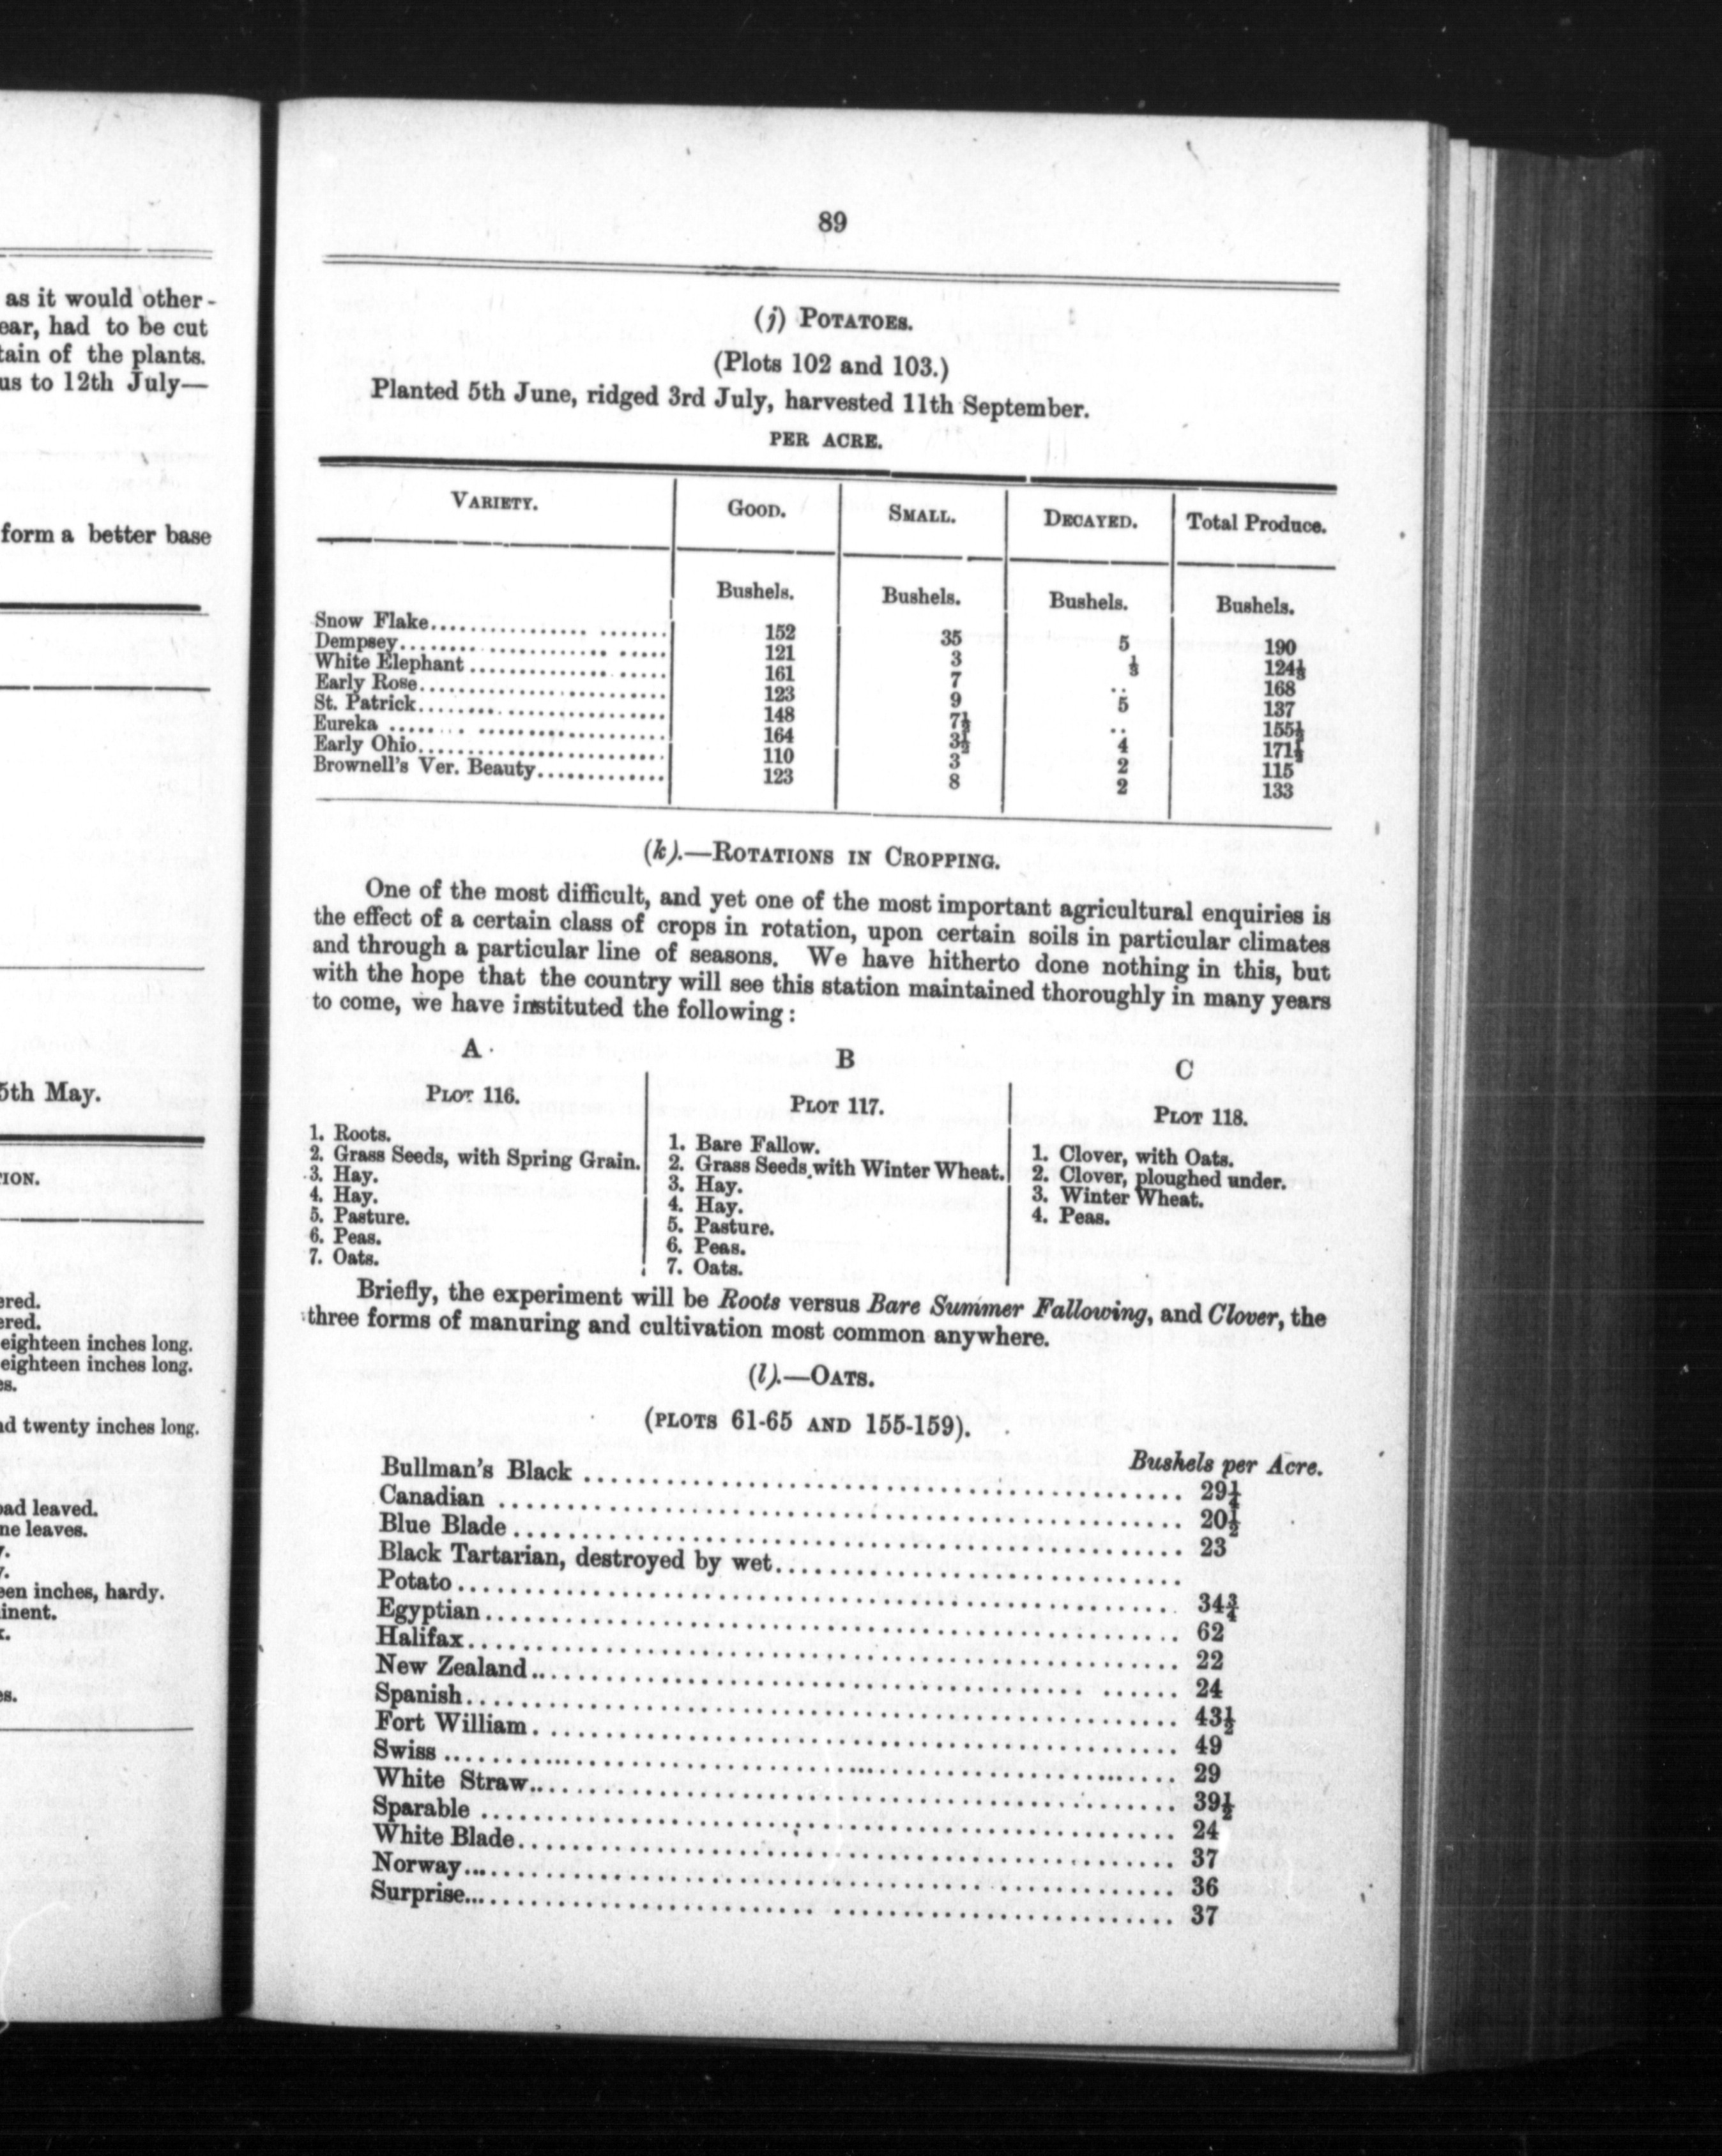 as it would other-
ear, had to be cut
tain of the plants.
us to 12th July—
form a better base
5th May.
ION.
ered.
ered.
eighteen inches long.
eighteen inches long.
es.
nd twenty inches long.
oad leaved.
ne leaves.
y.
y.
een inches, hardy.
inent.
k.
es.
89
(j) POTATOES.
(Plots 102 and 103.)
Planted 5th June, ridged 3rd July, harvested 11th September.
PER ACRE.
VARIETY. GOOD. SMALL. DECAYED. Total Produce.
Bushels. Bushels. Bushels. Bushels.
Snow Flake........................ 152 35 5 190
Dempsey........................ 121 3 ⅓ 124⅓
White Elephant........................ 161 7 .. 168
Early Rose........................ 123 9 5 137
St. Patrick........................ 148 7½ .. 155½
Eureka........................ 164 3½ 4 171½
Early Ohio........................ 110 3 2 115
Brownell's Ver. Beauty............. 123 8 2 133
(k).—ROTATIONS IN CROPPING.
One of the most difficult, and yet one of the most important agricultural enquiries is
the effect of a certain class of crops in rotation, upon certain soils in particular climates
and through a particular line of seasons. We have hitherto done nothing in this, but
with the hope that the country will see this station maintained thoroughly in many years
to come, we have instituted the following:
A
PLOT 116.
1. Roots.
2. Grass Seeds, with Spring Grain.
3. Hay.
4. Hay.
5. Pasture.
6. Peas.
7. Oats.
B
PLOT 117.
1. Bare Fallow.
2. Grass Seeds with Winter Wheat.
3. Hay.
4. Hay.
5. Pasture.
6. Peas.
7. Oats.
C
PLOT 118.
1. Clover, with Oats.
2. Clover, ploughed under.
3. Winter Wheat.
4. Peas.
Briefly, the experiment will be Roots versus Bare Summer Fallowing, and Clover, the
three forms of manuring and cultivation most common anywhere.
(l).—OATS.
(PLOTS 61-65 AND 155-159).
Bushels per Acre.
Bullman's Black ........................ 29¼
Canadian ........................ 20½
Blue Blade ........................ 23
Black Tartarian, destroyed by wet........................
Potato ........................ 34¾
Egyptian ........................ 62
Halifax ........................ 22
New Zealand ........................ 24
Spanish ........................ 43½
Fort William ........................ 49
Swiss ........................ 29
White Straw ........................ 39½
Sparable ........................ 24
White Blade ........................ 37
Norway ........................ 36
Surprise ........................ 37